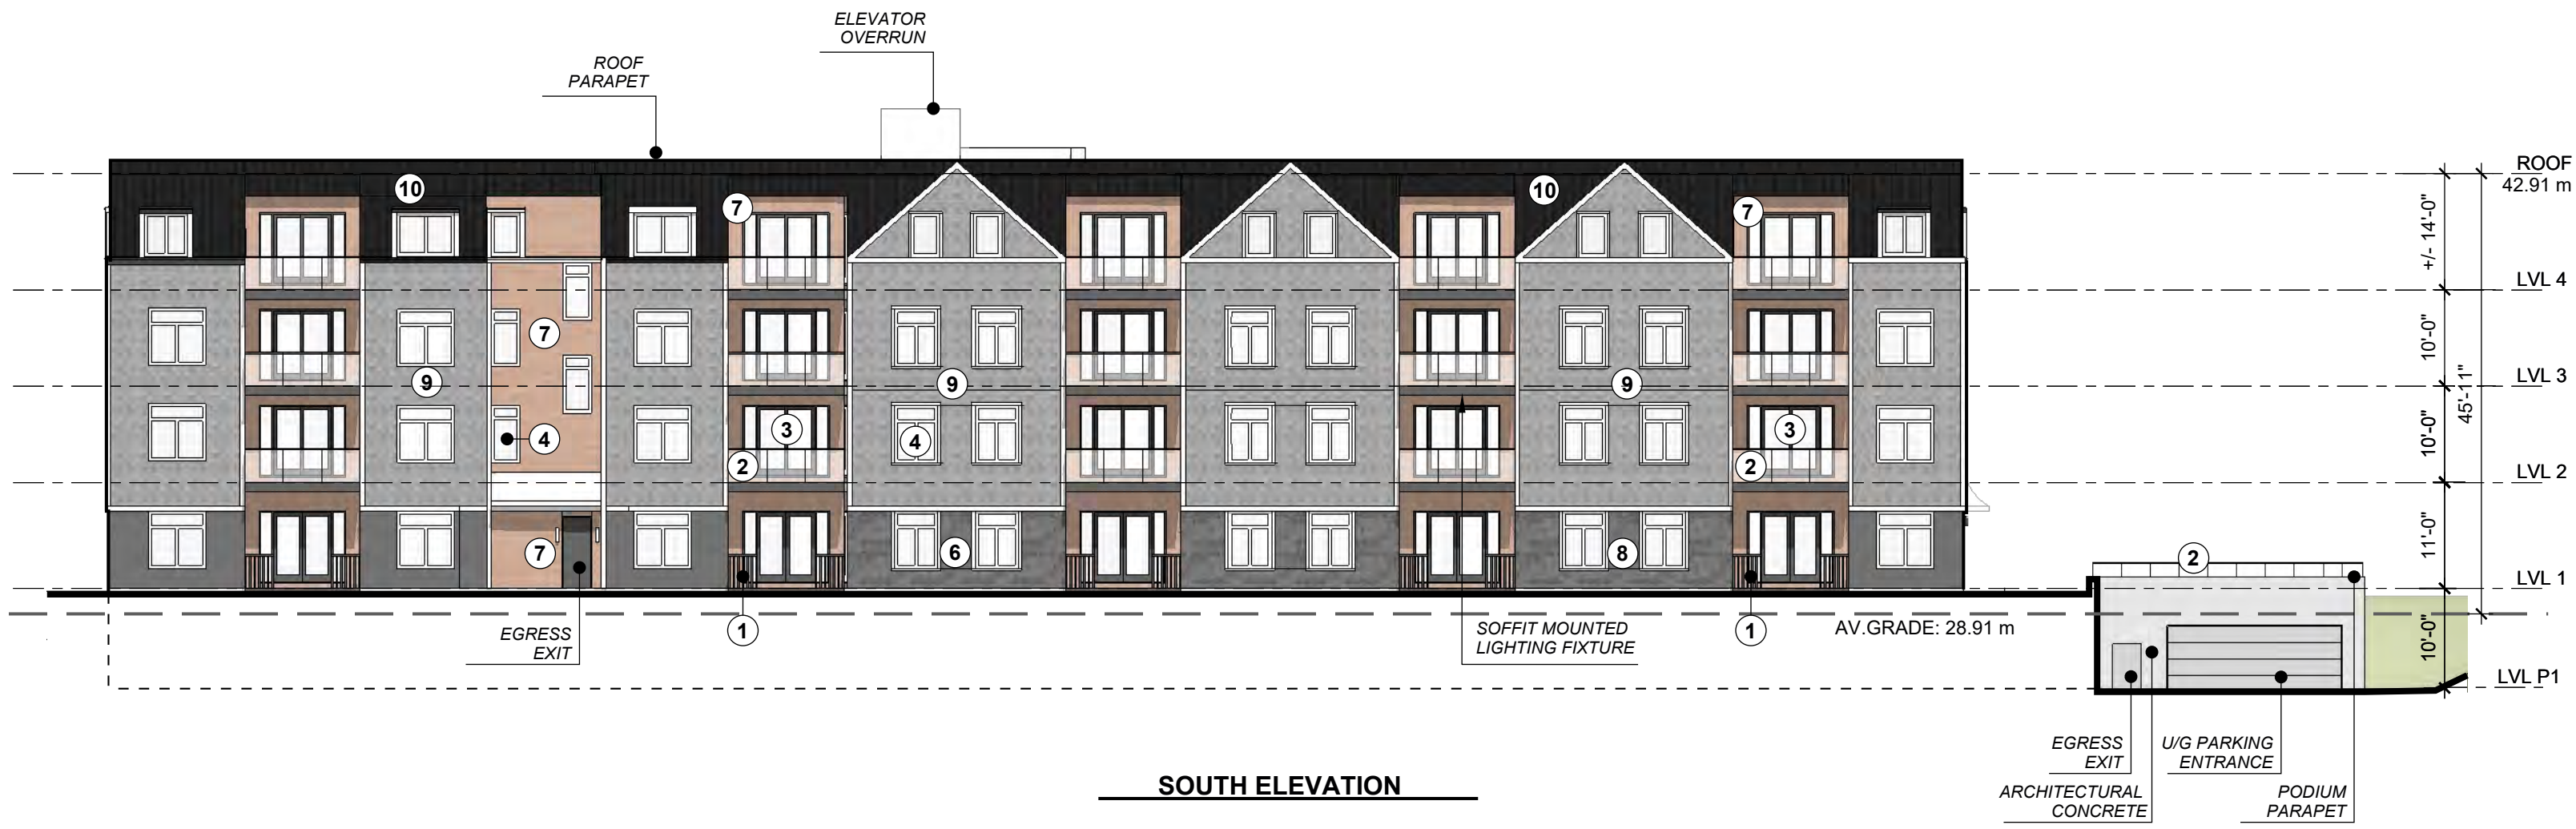 ELEVATOR
OVERRUN
ROOF
PARAPET
ROOF
42.91 m
10
10
7
7
+/- 14'-0"
LVL 4
7
10'-0"
9
9
9
LVL 3
45'-11"
3
3
4
4
10'-0"
2
2
LVL 2
7
6
8
11'-0"
2
LVL 1
1
1
EGRESS
EXIT
SOFFIT MOUNTED
LIGHTING FIXTURE
AV.GRADE: 28.91 m
10'-0"
LVL P1
EGRESS
EXIT
U/G PARKING
ENTRANCE
ARCHITECTURAL
CONCRETE
PODIUM
PARAPET
SOUTH ELEVATION